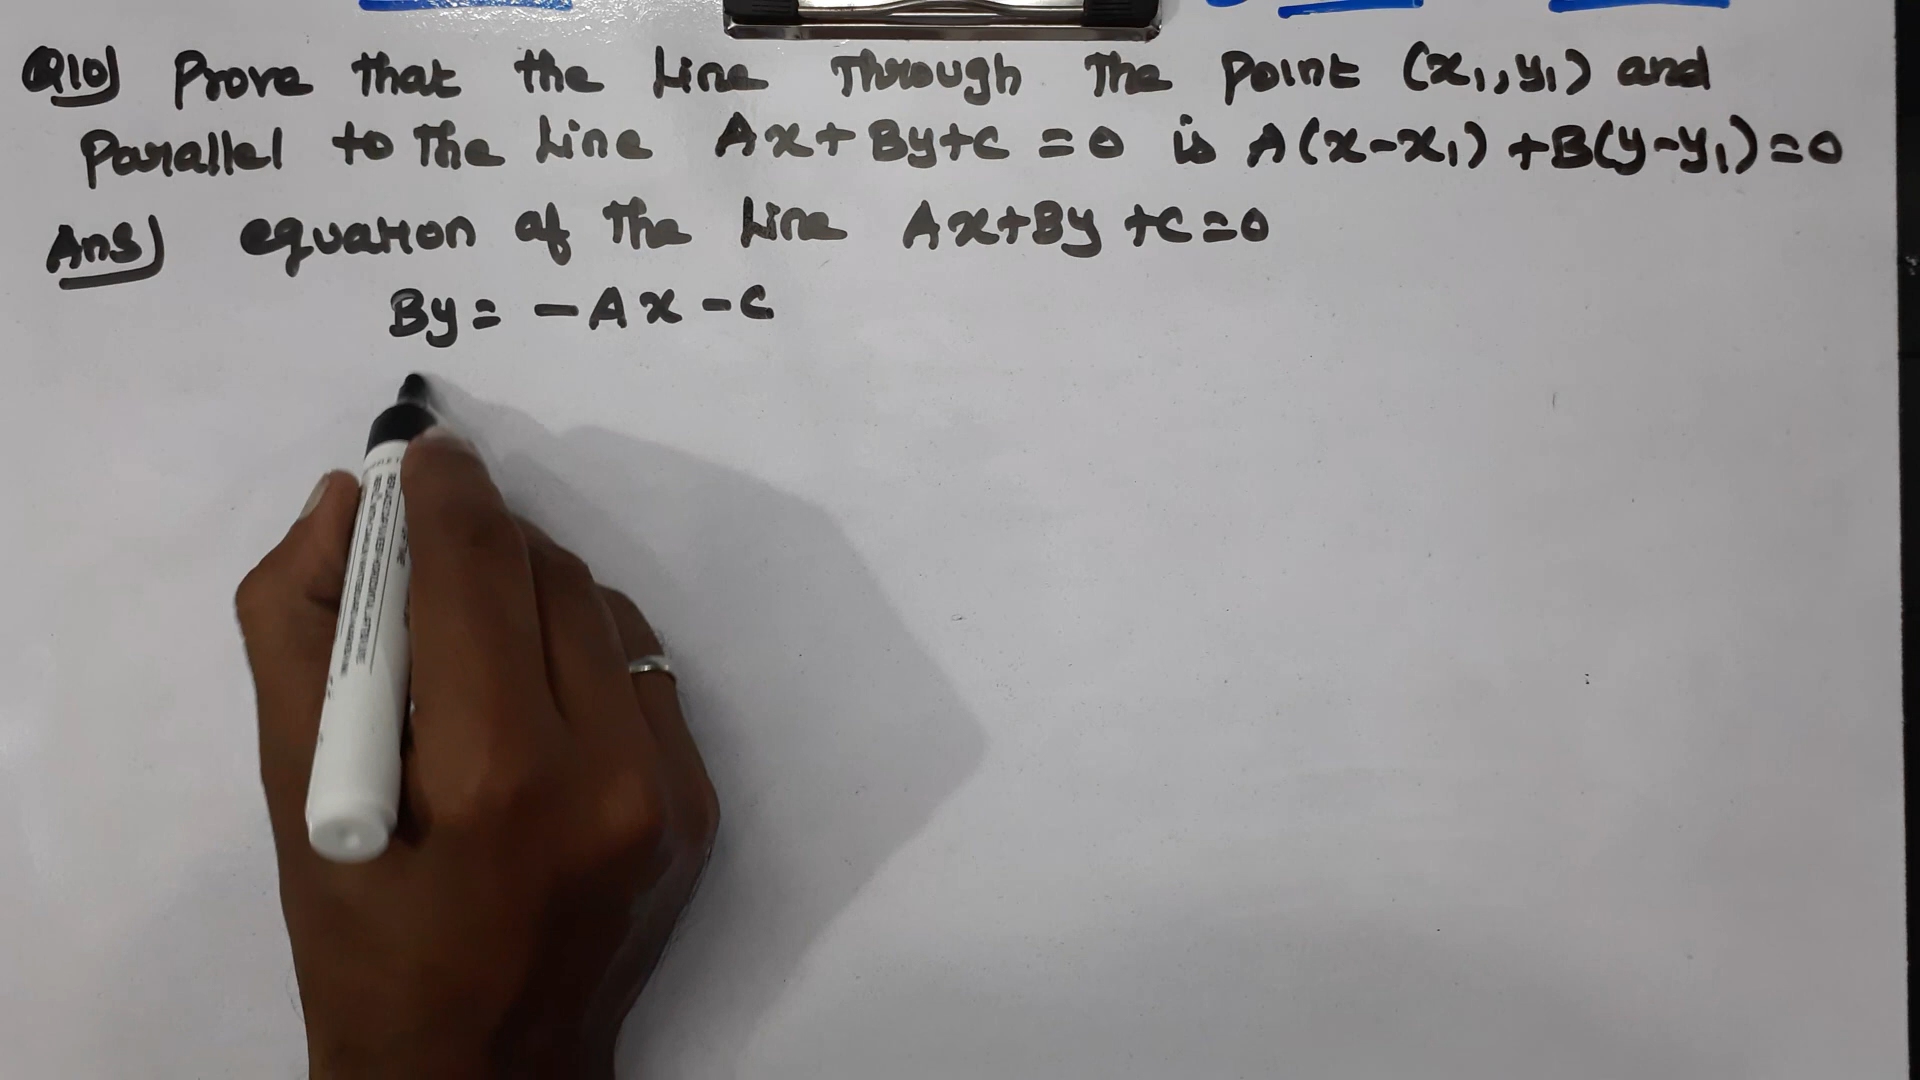 Q10) Prove that the line through the point (x₁, y₁) and
parallel to the line Ax + By + C = 0 is A(x-x₁) + B(y-y₁) = 0
Ans) equation of the line Ax + By + C = 0
By = -Ax - C